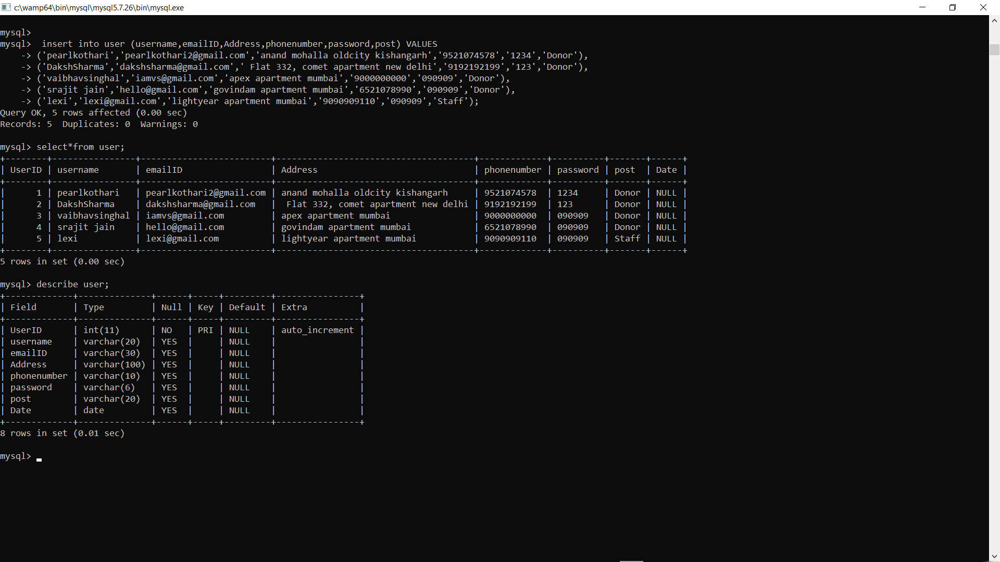 c:\wamp64\bin\mysql\mysql5.7.26\bin\mysql.exe
mysql>
mysql>  insert into user (username,emailID,Address,phonenumber,password,post) VALUES
    -> ('pearlkothari','pearlkothari2@gmail.com','anand mohalla oldcity kishangarh','9521074578','1234','Donor'),
    -> ('DakshSharma','dakshsharma@gmail.com',' Flat 332, comet apartment new delhi','9192192199','123','Donor'),
    -> ('vaibhavsinghal','iamvs@gmail.com','apex apartment mumbai','9000000000','090909','Donor'),
    -> ('srajit jain','hello@gmail.com','govindam apartment mumbai','6521078990','090909','Donor'),
    -> ('lexi','lexi@gmail.com','lightyear apartment mumbai','9090909110','090909','Staff');
Query OK, 5 rows affected (0.00 sec)
Records: 5  Duplicates: 0  Warnings: 0
mysql> select*from user;
+--------+----------------+-------------------------+--------------------------------------+-------------+----------+-------+------+
| UserID | username       | emailID                 | Address                              | phonenumber | password | post  | Date |
+--------+----------------+-------------------------+--------------------------------------+-------------+----------+-------+------+
|      1 | pearlkothari   | pearlkothari2@gmail.com | anand mohalla oldcity kishangarh     | 9521074578  | 1234     | Donor | NULL |
|      2 | DakshSharma    | dakshsharma@gmail.com   |  Flat 332, comet apartment new delhi | 9192192199  | 123      | Donor | NULL |
|      3 | vaibhavsinghal | iamvs@gmail.com         | apex apartment mumbai                | 9000000000  | 090909   | Donor | NULL |
|      4 | srajit jain    | hello@gmail.com         | govindam apartment mumbai            | 6521078990  | 090909   | Donor | NULL |
|      5 | lexi           | lexi@gmail.com          | lightyear apartment mumbai           | 9090909110  | 090909   | Staff | NULL |
+--------+----------------+-------------------------+--------------------------------------+-------------+----------+-------+------+
5 rows in set (0.00 sec)
mysql> describe user;
+-------------+--------------+------+-----+---------+----------------+
| Field       | Type         | Null | Key | Default | Extra          |
+-------------+--------------+------+-----+---------+----------------+
| UserID      | int(11)      | NO   | PRI | NULL    | auto_increment |
| username    | varchar(20)  | YES  |     | NULL    |                |
| emailID     | varchar(30)  | YES  |     | NULL    |                |
| Address     | varchar(100) | YES  |     | NULL    |                |
| phonenumber | varchar(10)  | YES  |     | NULL    |                |
| password    | varchar(6)   | YES  |     | NULL    |                |
| post        | varchar(20)  | YES  |     | NULL    |                |
| Date        | date         | YES  |     | NULL    |                |
+-------------+--------------+------+-----+---------+----------------+
8 rows in set (0.01 sec)
mysql>